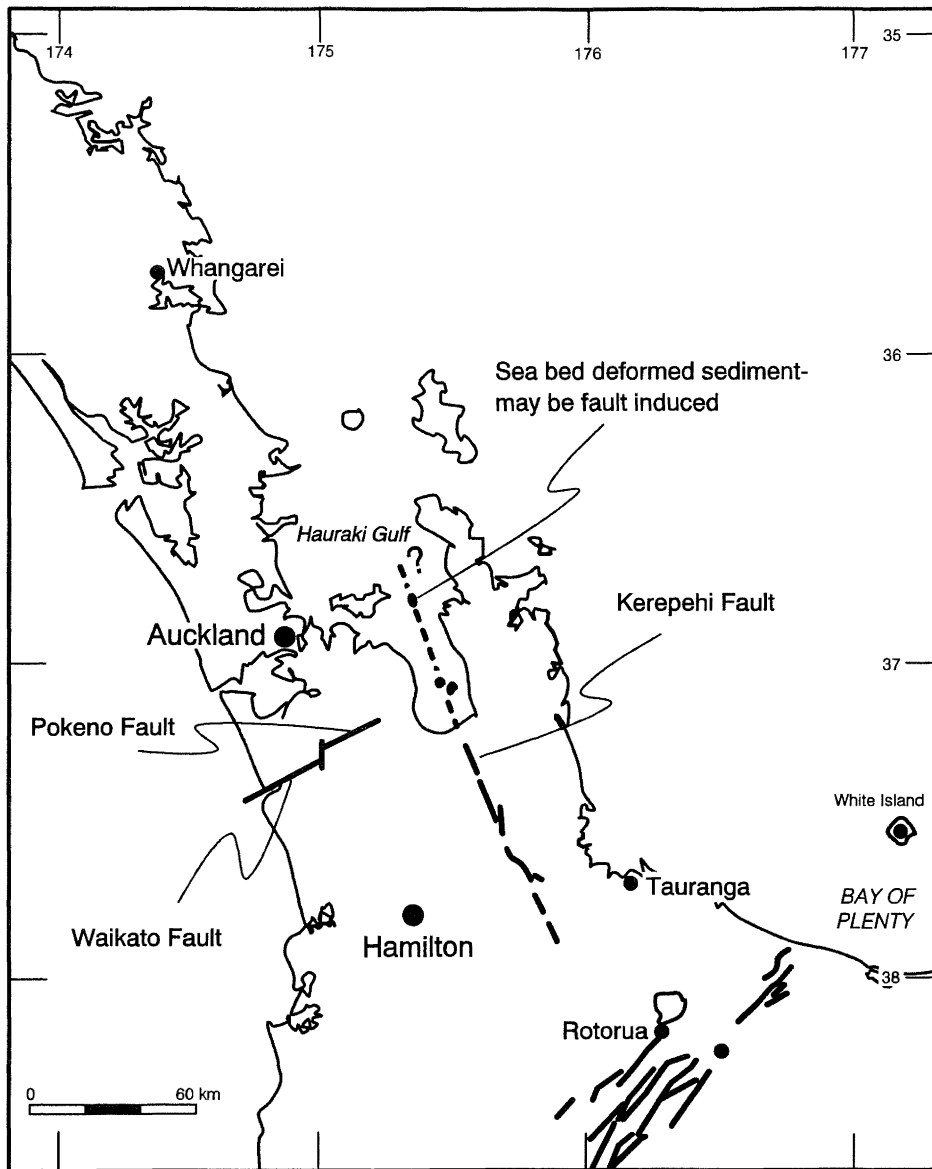 174
175
176
177
35
Whangarei
36
Sea bed deformed sediment-
may be fault induced
Hauraki Gulf
?
Kerepehi Fault
Auckland
37
Pokeno Fault
White Island
Tauranga
BAY OF
PLENTY
Waikato Fault
Hamilton
38
Rotorua
0
60 km